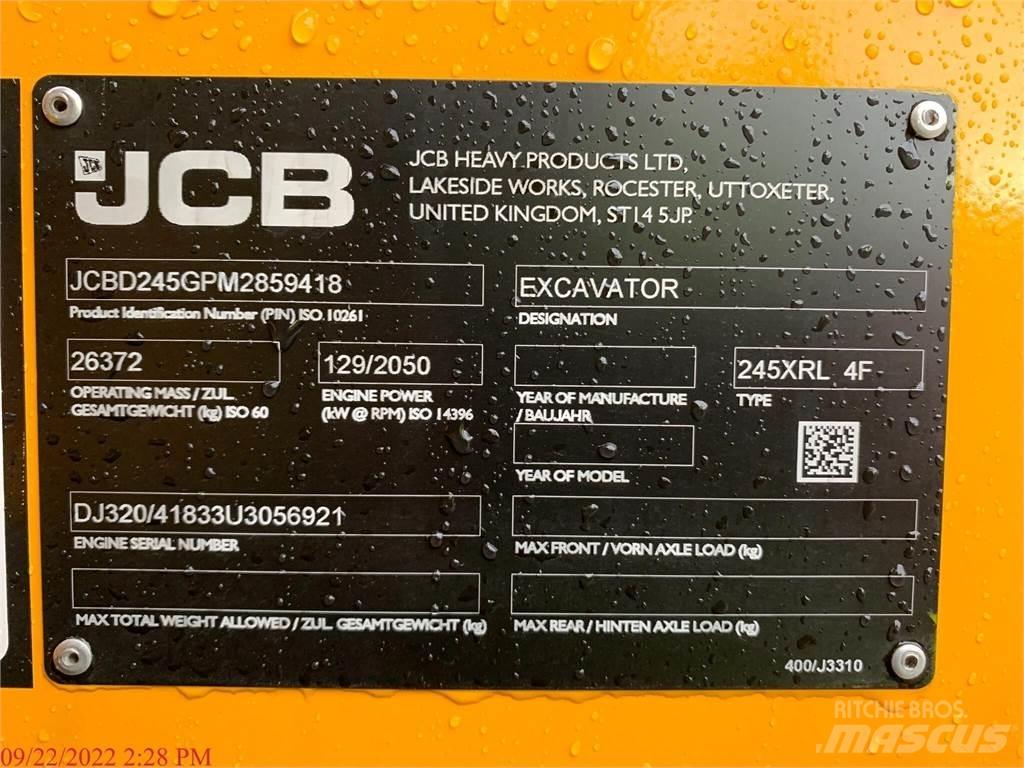 JCB
JCB
JCB HEAVY PRODUCTS LTD,
LAKESIDE WORKS, ROCESTER, UTTOXETER,
UNITED KINGDOM, ST14 5JP.
JCBD245GPM2859418
Product Identification Number (PIN) ISO 10261
EXCAVATOR
DESIGNATION
26372
OPERATING MASS / ZUL.
GESAMTGEWICHT (kg) ISO 60
129/2050
ENGINE POWER
(kW @ RPM) ISO 14396
YEAR OF MANUFACTURE
/ BAUJAHR
245XRL 4F
TYPE
YEAR OF MODEL
DJ320/41833U3056921
ENGINE SERIAL NUMBER
MAX FRONT / VORN AXLE LOAD (kg)
MAX TOTAL WEIGHT ALLOWED / ZUL. GESAMTGEWICHT (kg)
MAX REAR / HINTEN AXLE LOAD (kg)
400/J3310
RITCHIE BROS.
MASCUS
09/22/2022 2:28 PM